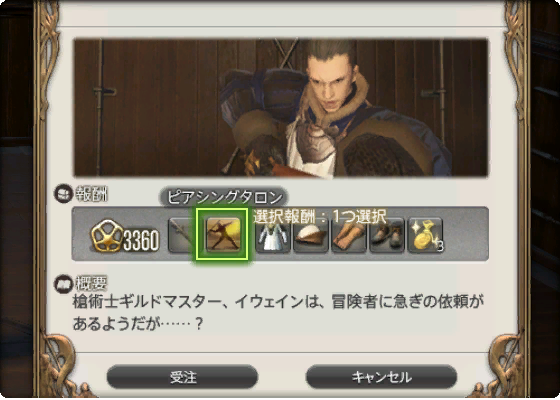 報酬
ピアシングタロン
選択報酬:1つ選択
3360
3
概要
槍術士ギルドマスター、イウェインは、冒険者に急ぎの依頼が
あるようだが……?
受注
キャンセル